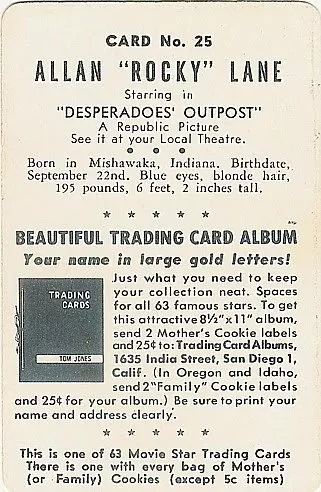 CARD No. 25
ALLAN "ROCKY" LANE
Starring in
"DESPERADOES' OUTPOST"
A Republic Picture
See it at your Local Theatre.
Born in Mishawaka, Indiana. Birthdate,
September 22nd. Blue eyes, blonde hair,
195 pounds, 6 feet, 2 inches tall.
BEAUTIFUL TRADING CARD ALBUM
Your name in large gold letters!
TRADING
CARDS
TOM JONES
Just what you need to keep
your collection neat. Spaces
for all 63 famous stars. To get
this attractive 8½"x11" album,
send 2 Mother's Cookie labels
and 25¢ to: Trading Card Albums,
1635 India Street, San Diego 1,
Calif. (In Oregon and Idaho,
send 2 "Family" Cookie labels
and 25¢ for your album.) Be sure to print your
name and address clearly.
This is one of 63 Movie Star Trading Cards
There is one with every bag of Mother's
(or Family) Cookies (except 5c items)